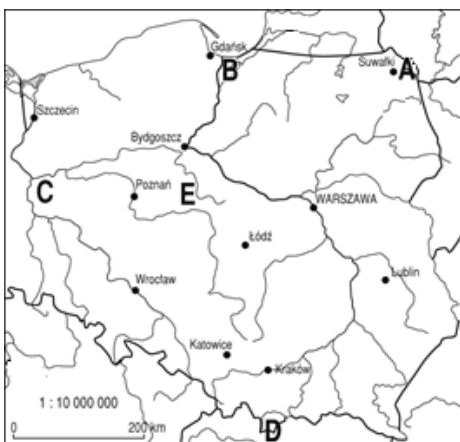 Gdańsk
B
Suwałki
A
Szczecin
Bydgoszcz
C
Poznań
E
WARSZAWA
Łódź
Lublin
Wrocław
Katowice
Kraków
1 : 10 000 000
D
0 200 km